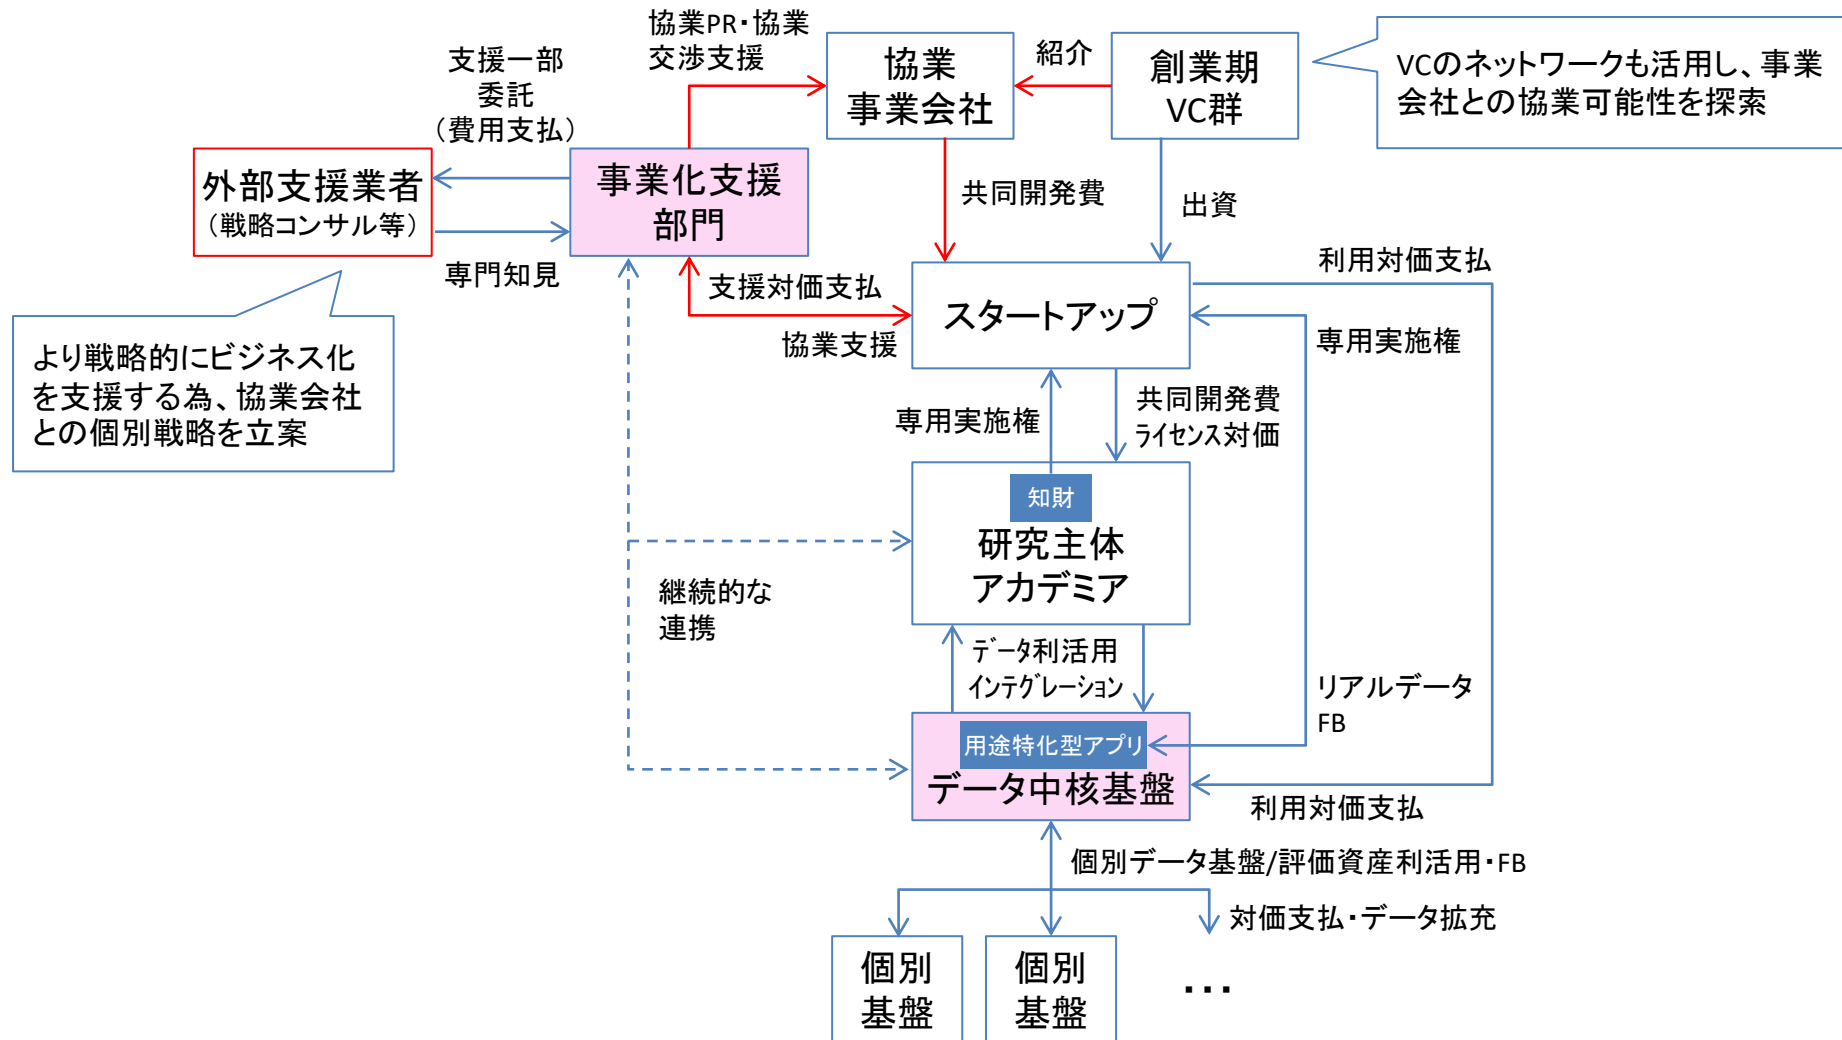 協業PR・協業
交渉支援
支援一部
委託
（費用支払）
協業
事業会社
紹介
創業期
VC群
VCのネットワークも活用し、事業
会社との協業可能性を探索
外部支援業者
（戦略コンサル等）
事業化支援
部門
専門知見
共同開発費
出資
利用対価支払
支援対価支払
協業支援
スタートアップ
専用実施権
より戦略的にビジネス化
を支援する為、協業会社
との個別戦略を立案
専用実施権
共同開発費
ﾗｲｾﾝｽ対価
知財
研究主体
アカデミア
継続的な
連携
ﾃﾞｰﾀ利活用
ｲﾝﾃｸﾞﾚｰｼｮﾝ
リアルデータ
FB
用途特化型アプリ
データ中核基盤
利用対価支払
個別データ基盤/評価資産利活用・FB
対価支払・データ拡充
個別
基盤
個別
基盤
・・・